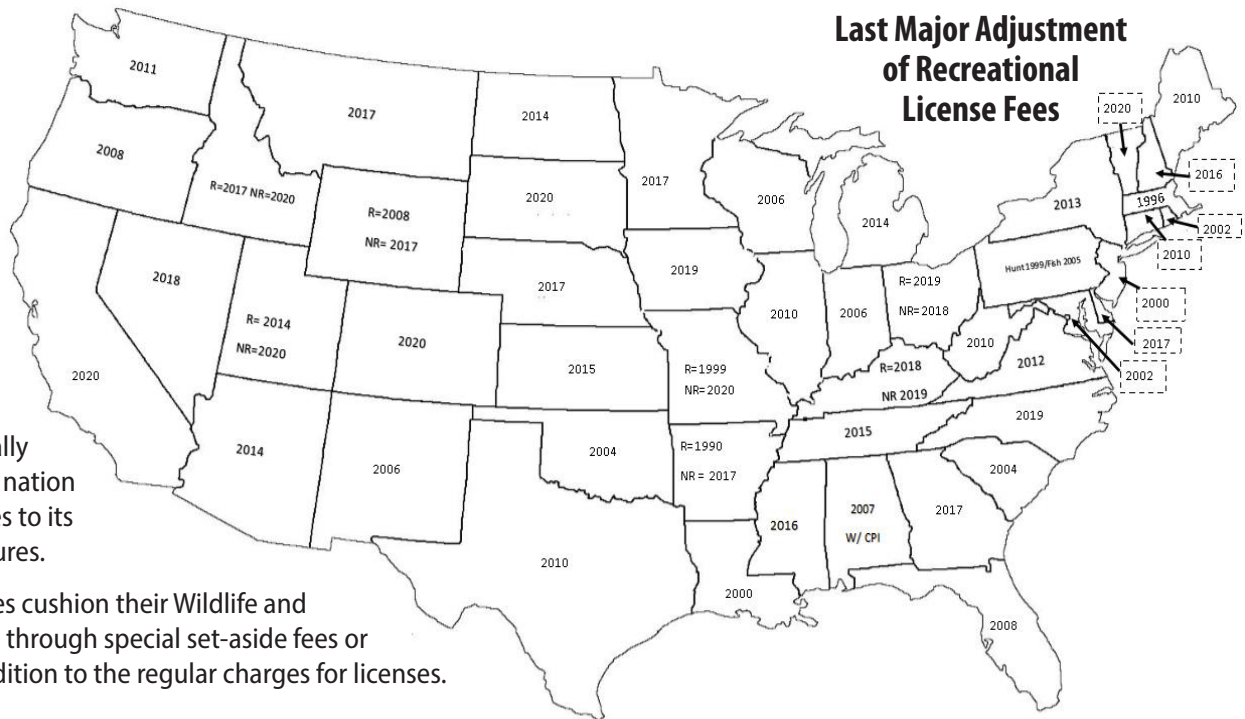 Last Major Adjustment
of Recreational
License Fees
2011
2008
2017
2014
2017
2006
2014
2010
2020
2016
1996
2002
2010
2013
R=2017 NR=2020
R=2008
NR= 2017
2020
2018
R= 2014
NR=2020
2020
2017
2019
2010
2006
R= 2019
NR=2018
Hunt 1999/Fish 2005
2000
2017
2002
2010
2012
2020
2015
R=1999
NR=2020
R=2018
NR 2019
2019
2014
2006
2004
R=1990
NR = 2017
2015
2004
2010
2016
2007
W/ CPI
2017
2000
2008
ally
nation
es to its
ures.
es cushion their Wildlife and
through special set-aside fees or
dition to the regular charges for licenses.